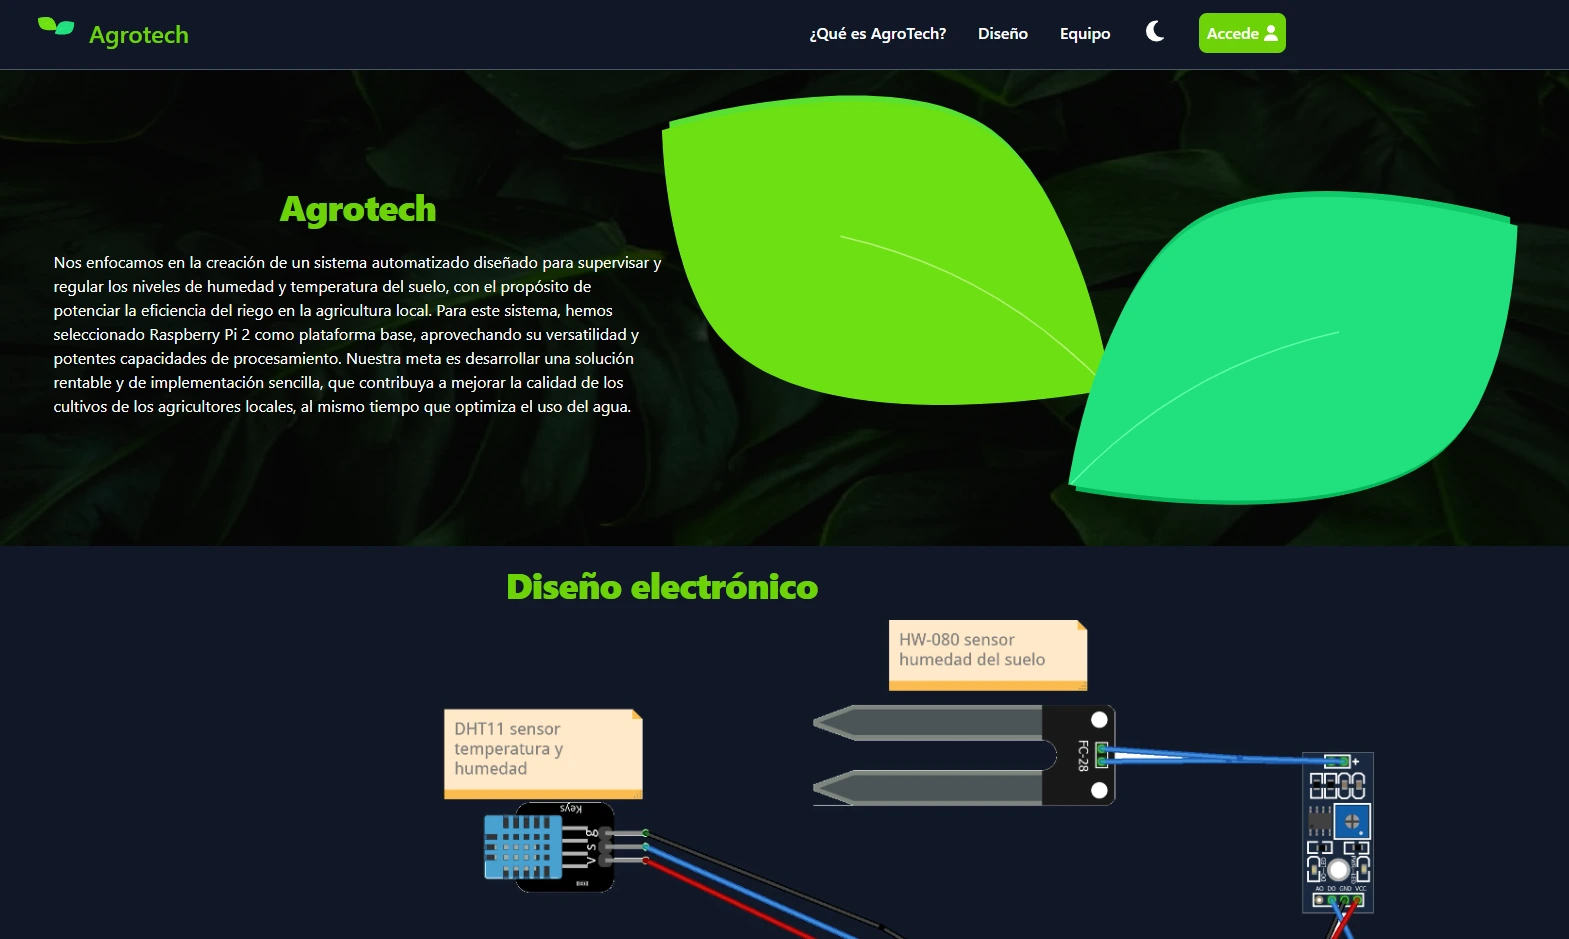 Agrotech
¿Qué es AgroTech?
Diseño
Equipo
Accede
Agrotech
Nos enfocamos en la creación de un sistema automatizado diseñado para supervisar y
regular los niveles de humedad y temperatura del suelo, con el propósito de
potenciar la eficiencia del riego en la agricultura local. Para este sistema, hemos
seleccionado Raspberry Pi 2 como plataforma base, aprovechando su versatilidad y
potentes capacidades de procesamiento. Nuestra meta es desarrollar una solución
rentable y de implementación sencilla, que contribuya a mejorar la calidad de los
cultivos de los agricultores locales, al mismo tiempo que optimiza el uso del agua.
Diseño electrónico
HW-080 sensor
humedad del suelo
DHT11 sensor
temperatura y
humedad
FC-28
+
Keys
g
S
V
AO DO GND VCC